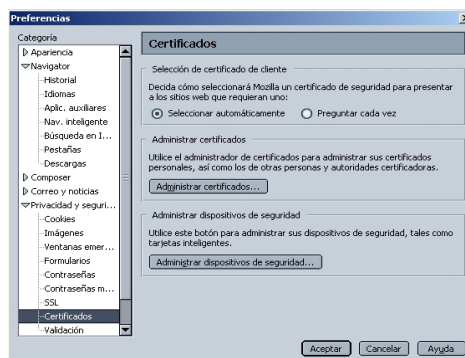 Preferencias
Categoría
Apariencia
Navigator
Historial
Idiomas
Aplic. auxiliares
Nav. inteligente
Búsqueda en I...
Pestañas
Descargas
Composer
Correo y noticias
Privacidad y seguri...
Cookies
Imágenes
Ventanas emer...
Formularios
Contraseñas
Contraseñas m...
SSL
Certificados
Validación
Certificados
Selección de certificado de cliente
Decida cómo seleccionará Mozilla un certificado de seguridad para presentar
a los sitios web que requieran uno:
Seleccionar automáticamente Preguntar cada vez
Administrar certificados
Utilice el administrador de certificados para administrar sus certificados
personales, así como los de otras personas y autoridades certificadoras.
Administrar certificados...
Administrar dispositivos de seguridad
Utilice este botón para administrar sus dispositivos de seguridad, tales como
tarjetas inteligentes.
Administrar dispositivos de seguridad...
Aceptar Cancelar Ayuda